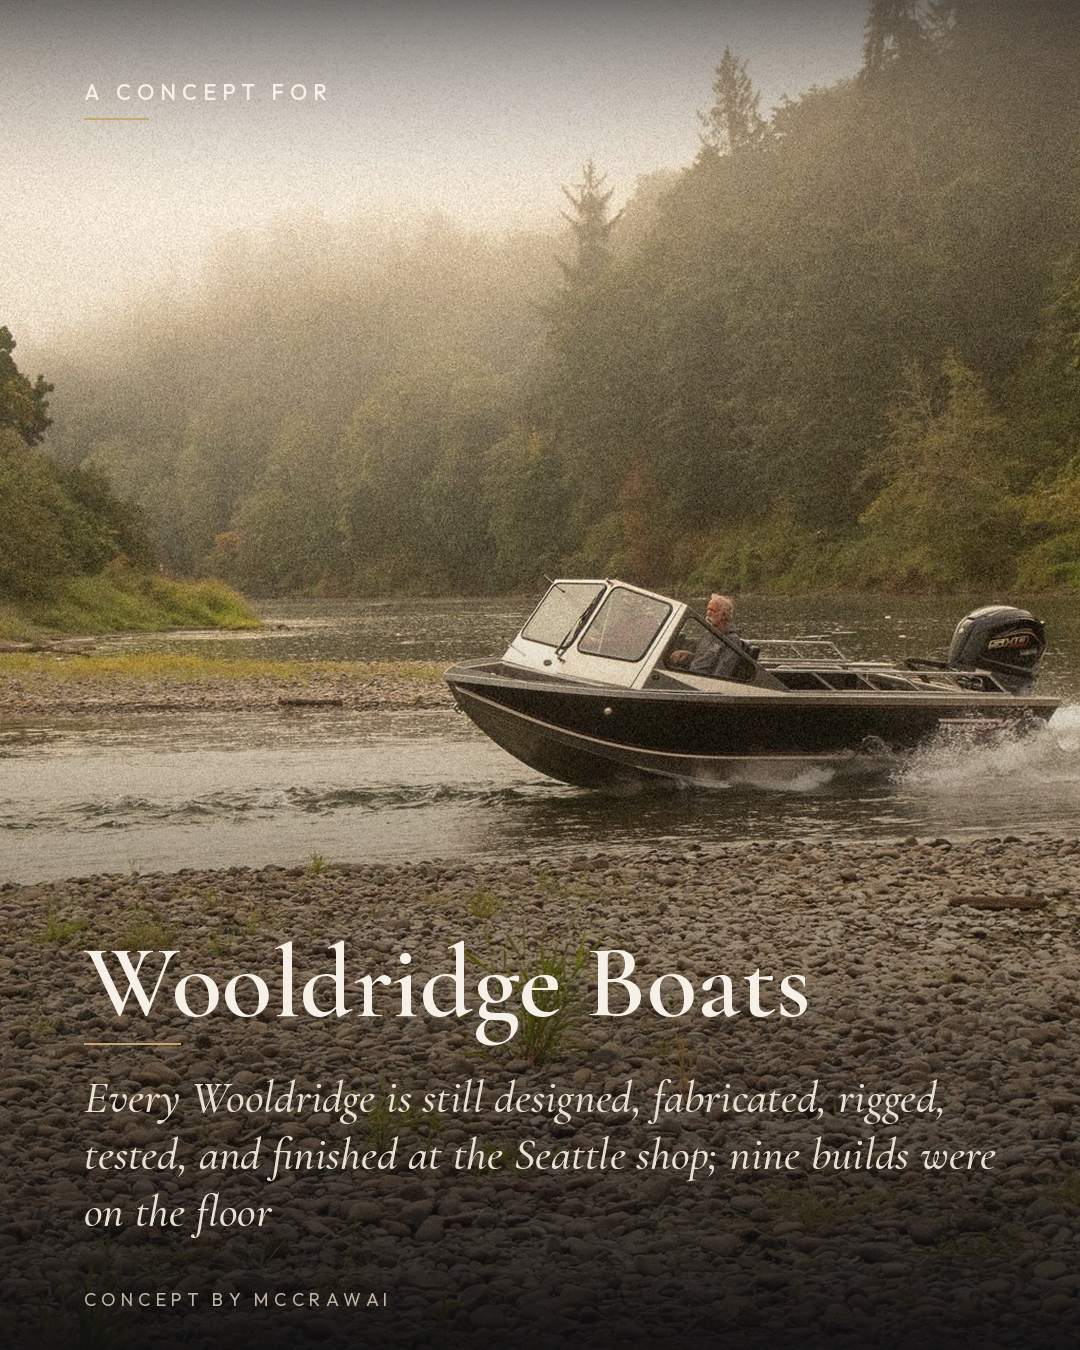 A CONCEPT FOR
Wooldridge Boats
Every Wooldridge is still designed, fabricated, rigged,
tested, and finished at the Seattle shop; nine builds were
on the floor
CONCEPT BY MCCRAWAI